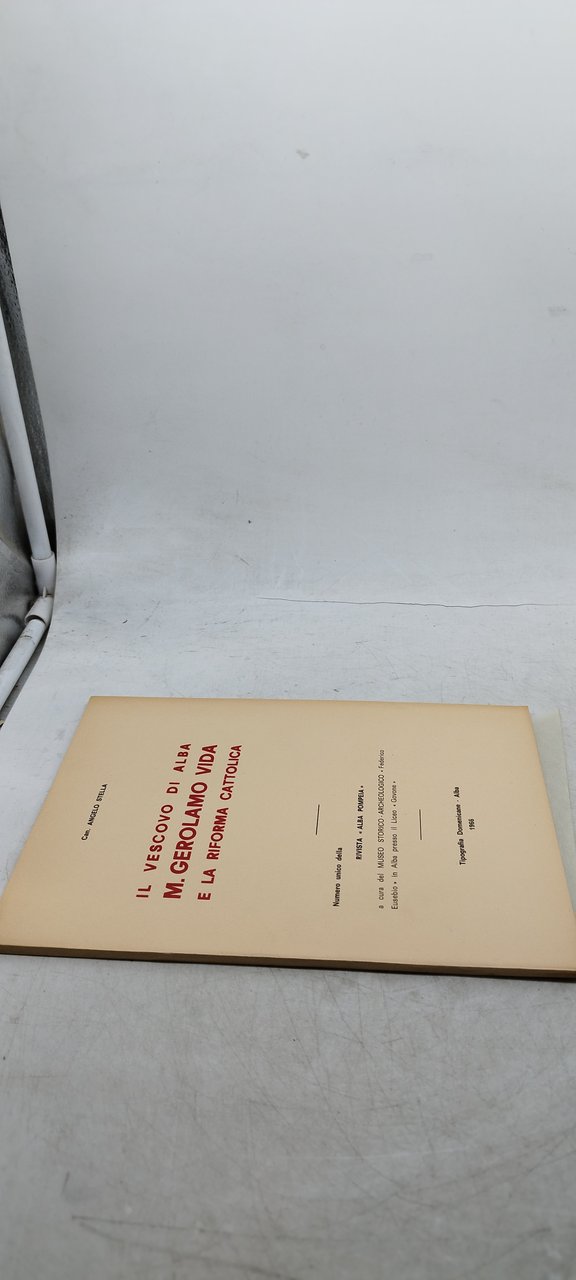 Can. ANGELO STELLA
IL VESCOVO DI ALBA
M. GEROLAMO VIDA
E LA RIFORMA CATTOLICA
Numero unico della
RIVISTA « ALBA POMPEIA »
a cura del MUSEO STORICO-ARCHEOLOGICO « Federico
Eusebio » in Alba presso il Liceo « Govone »
Tipografia Domenicane - Alba
1966